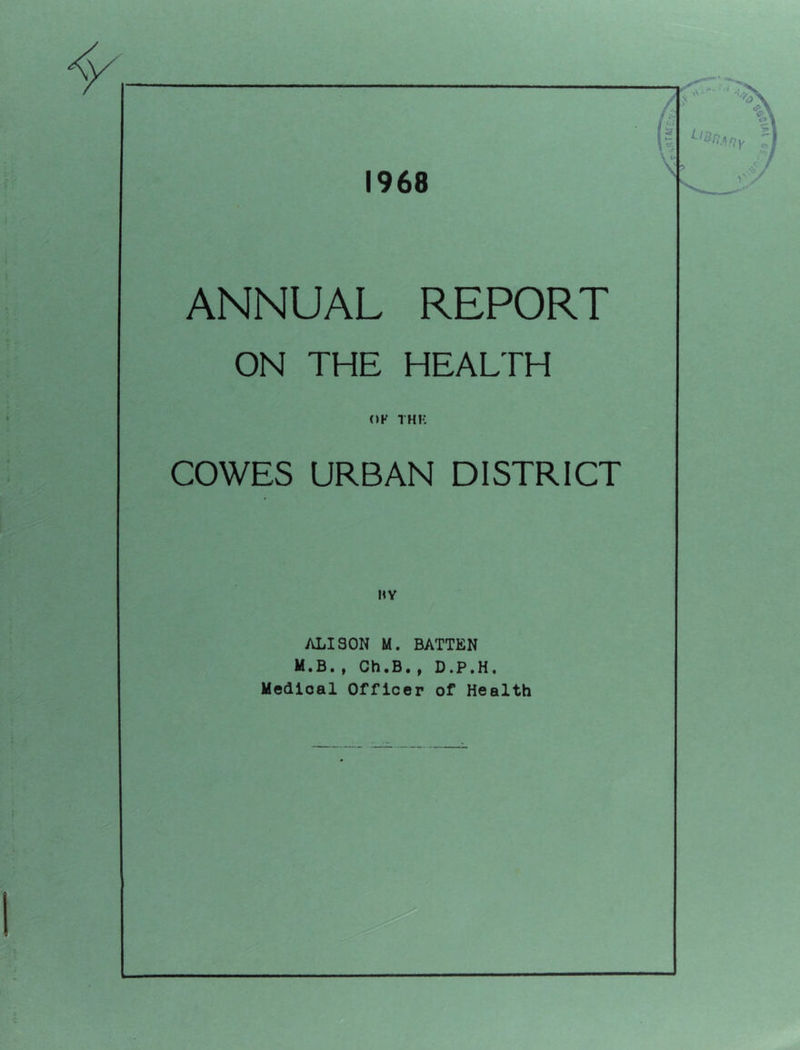 1968
LIBRARY
ANNUAL REPORT
ON THE HEALTH
OF THE
COWES URBAN DISTRICT
BY
ALISON M. BATTEN
M.B., Ch.B., D.P.H.
Medical Officer of Health